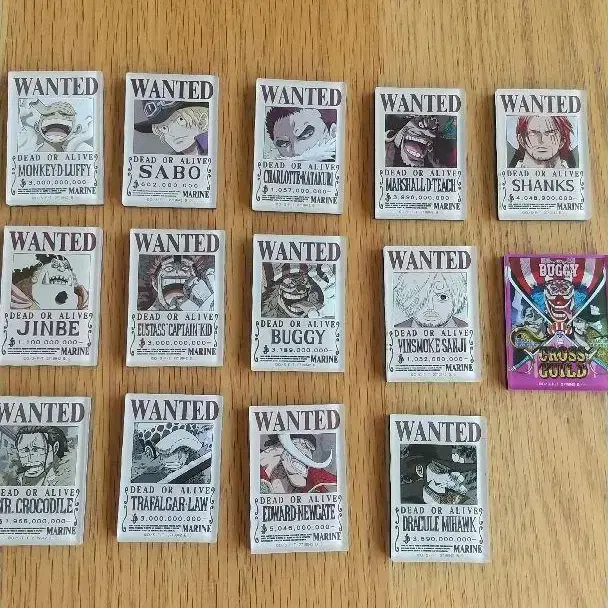 WANTED
DEAD OR ALIVE
MONKEY·D·LUFFY
3,000,000,000-
MARINE
WANTED
DEAD OR ALIVE
SABO
602,000,000-
MARINE
WANTED
DEAD OR ALIVE
CHARLOTTE·KATAKURI
1,057,000,000-
MARINE
WANTED
DEAD OR ALIVE
MARSHALL·D·TEACH
3,996,000,000-
MARINE
WANTED
DEAD OR ALIVE
SHANKS
4,048,900,000-
MARINE
WANTED
DEAD OR ALIVE
JINBE
1,100,000,000-
MARINE
WANTED
DEAD OR ALIVE
EUSTASS"CAPTAIN"KID
3,000,000,000-
MARINE
WANTED
DEAD OR ALIVE
BUGGY
3,189,000,000-
MARINE
WANTED
DEAD OR ALIVE
VINSMOKE SANJI
1,032,000,000-
MARINE
BUGGY
CROSS
GUILD
WANTED
DEAD OR ALIVE
MR. CROCODILE
1,965,000,000-
MARINE
WANTED
DEAD OR ALIVE
TRAFALGAR·LAW
3,000,000,000-
MARINE
WANTED
DEAD OR ALIVE
EDWARD·NEWGATE
5,046,000,000-
MARINE
WANTED
DEAD OR ALIVE
DRACULE MIHAWK
3,590,000,000-
MARINE